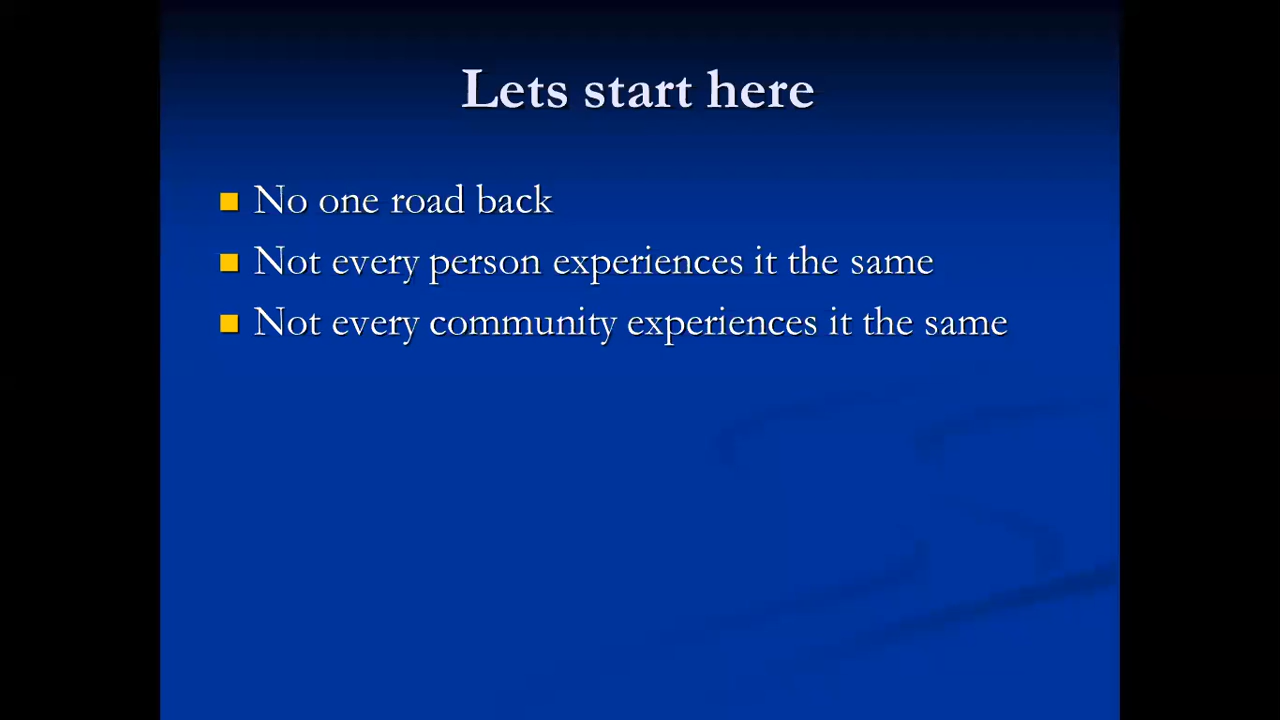 Lets start here
No one road back
Not every person experiences it the same
Not every community experiences it the same